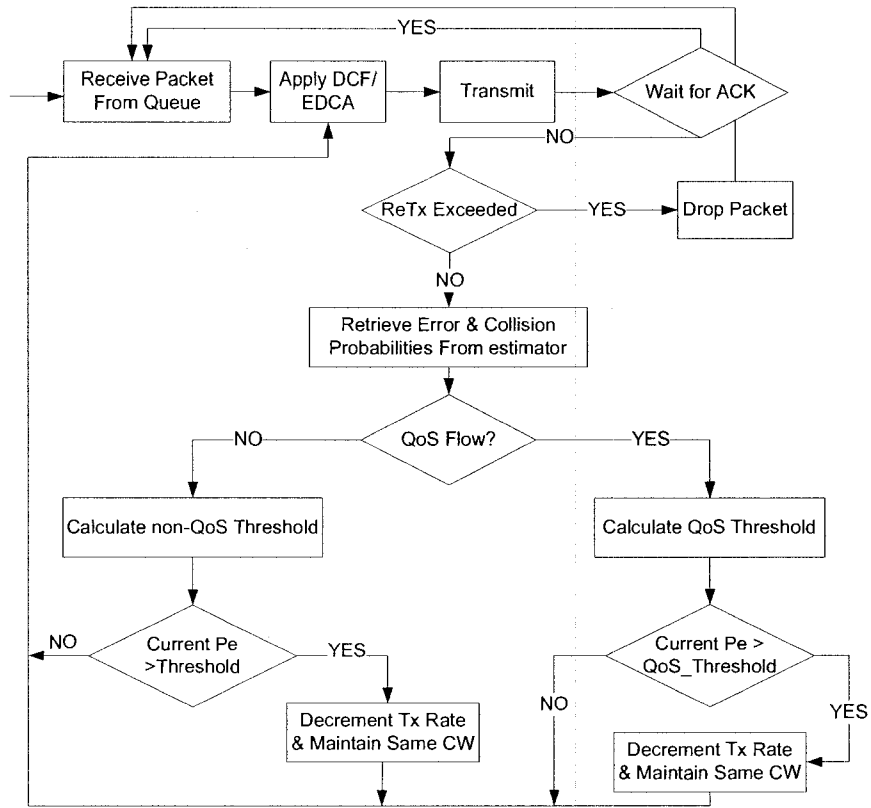 YES
Receive Packet
From Queue
Apply DCF/
EDCA
Transmit
Wait for ACK
NO
ReTx Exceeded
YES
Drop Packet
NO
Retrieve Error & Collision
Probabilities From estimator
NO
QoS Flow?
YES
Calculate non-QoS Threshold
Calculate QoS Threshold
NO
Current Pe
>Threshold
YES
Current Pe >
QoS_Threshold
NO
YES
Decrement Tx Rate
& Maintain Same CW
Decrement Tx Rate
& Maintain Same CW